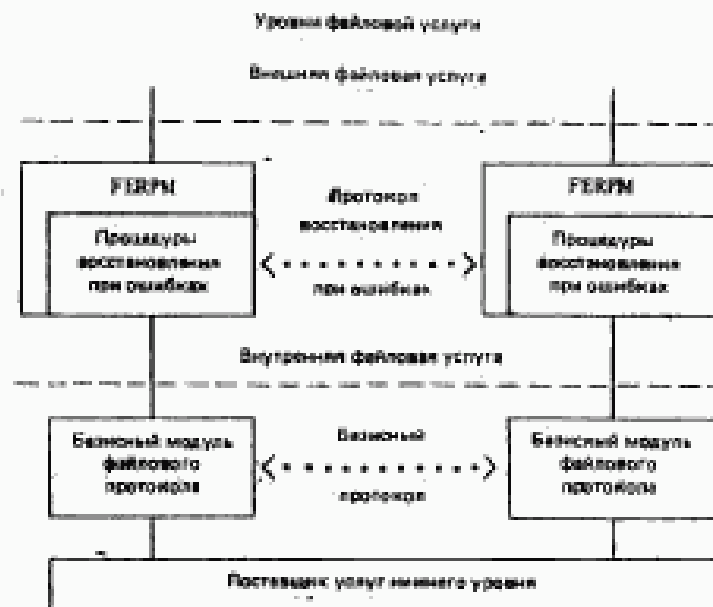 Уровни файловой услуги
Внешняя файловая услуга
FERPM
Процедуры
восстановления
при ошибках
Протокол
восстановления
при ошибках
FERPM
Процедуры
восстановления
при ошибках
Внутренняя файловая услуга
Базисный модуль
файлового
протокола
Базисный
протокол
Базисный модуль
файлового
протокола
Поставщик услуг нижнего уровня